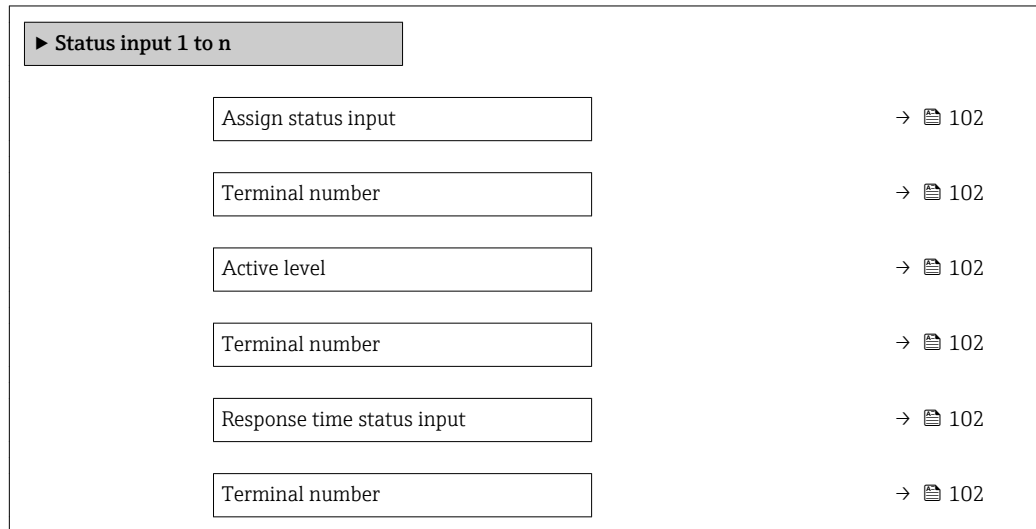 ► Status input 1 to n
Assign status input → 102
Terminal number → 102
Active level → 102
Terminal number → 102
Response time status input → 102
Terminal number → 102